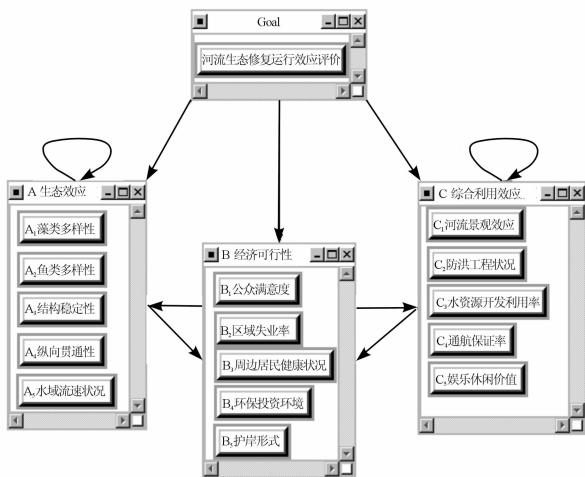 Goal
河流生态修复运行效应评价
A 生态效应
A₁藻类多样性
A₂鱼类多样性
A₃结构稳定性
A₄纵向贯通性
A₅水域流速状况
B 经济可行性
B₁公众满意度
B₂区域失业率
B₃周边居民健康状况
B₄环保投资环境
B₅护岸形式
C 综合利用效应
C₁河流景观效应
C₂防洪工程状况
C₃水资源开发利用率
C₄通航保证率
C₅娱乐休闲价值